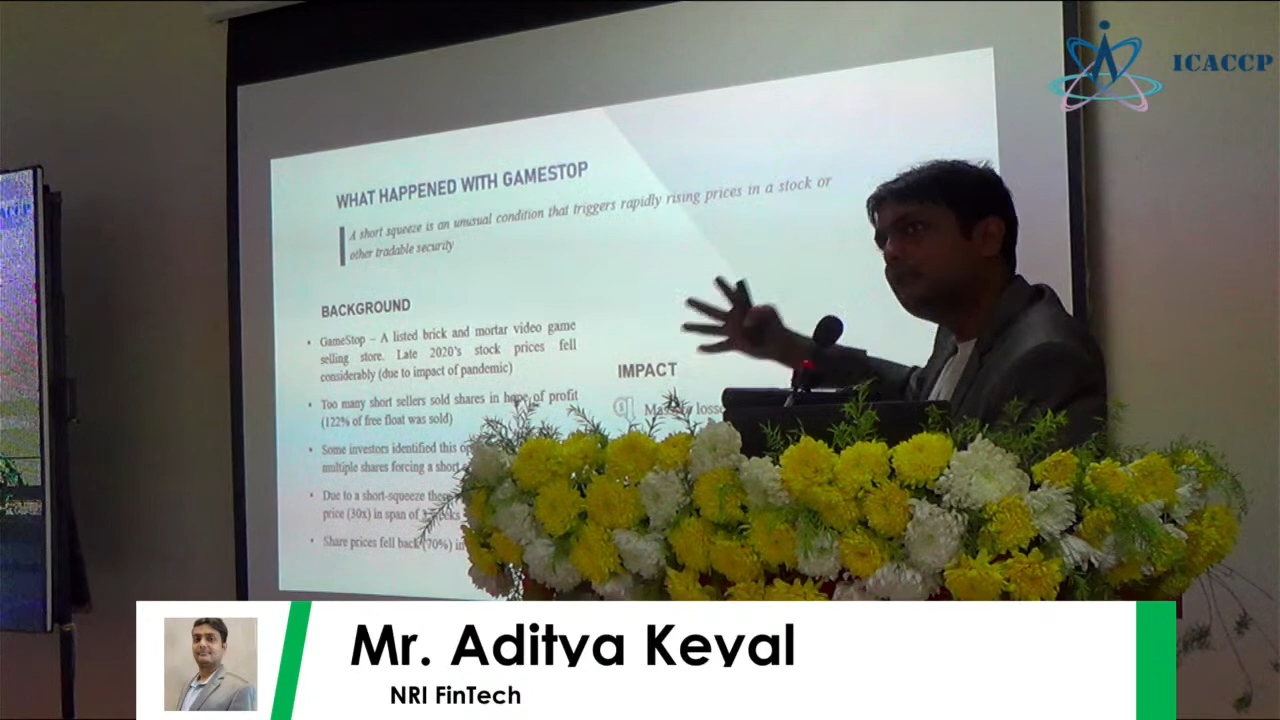 ICACCP
WHAT HAPPENED WITH GAMESTOP
A short squeeze is an unusual condition that triggers rapidly rising prices in a stock or
other tradable security
BACKGROUND
• GameStop – A listed brick and mortar video game
selling store. Late 2020's stock prices fell
considerably (due to impact of pandemic)
• Too many short sellers sold shares in hope of profit
(122% of free float was sold)
• Some investors identified this
multiple shares forcing a short
• Due to a short-squeeze
price (30x) in span of 3 weeks
• Share prices fell back (70%) in
IMPACT
Massive
Mr. Aditya Keyal
NRI FinTech